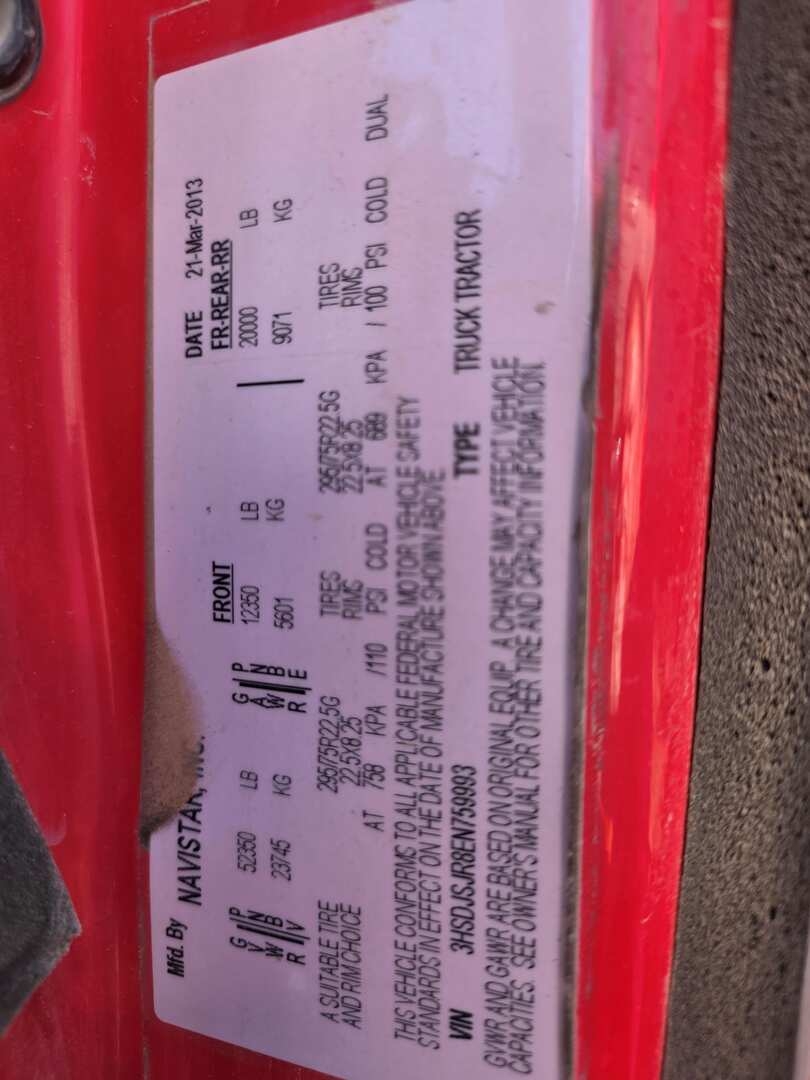 Mfd. By NAVISTAR, INC. DATE 21-Mar-2013
FRONT FR-REAR-RR
G P 52350 LB G P 12350 LB 20000 LB
V N A N
W B 23745 KG W B 5601 KG 9071 KG
R V R E
A SUITABLE TIRE 295/75R22.5G TIRES 295/75R22.5G TIRES
AND RIM CHOICE 22.5X8.25 RIMS 22.5X8.25 RIMS
AT 758 KPA /110 PSI COLD AT 689 KPA / 100 PSI COLD DUAL
THIS VEHICLE CONFORMS TO ALL APPLICABLE FEDERAL MOTOR VEHICLE SAFETY
STANDARDS IN EFFECT ON THE DATE OF MANUFACTURE SHOWN ABOVE
VIN 3HSDJSJR8EN759993 TYPE TRUCK TRACTOR
GVWR AND GAWR ARE BASED ON ORIGINAL EQUIP. A CHANGE MAY AFFECT VEHICLE
CAPACITIES. SEE OWNER'S MANUAL FOR OTHER TIRE AND CAPACITY INFORMATION.